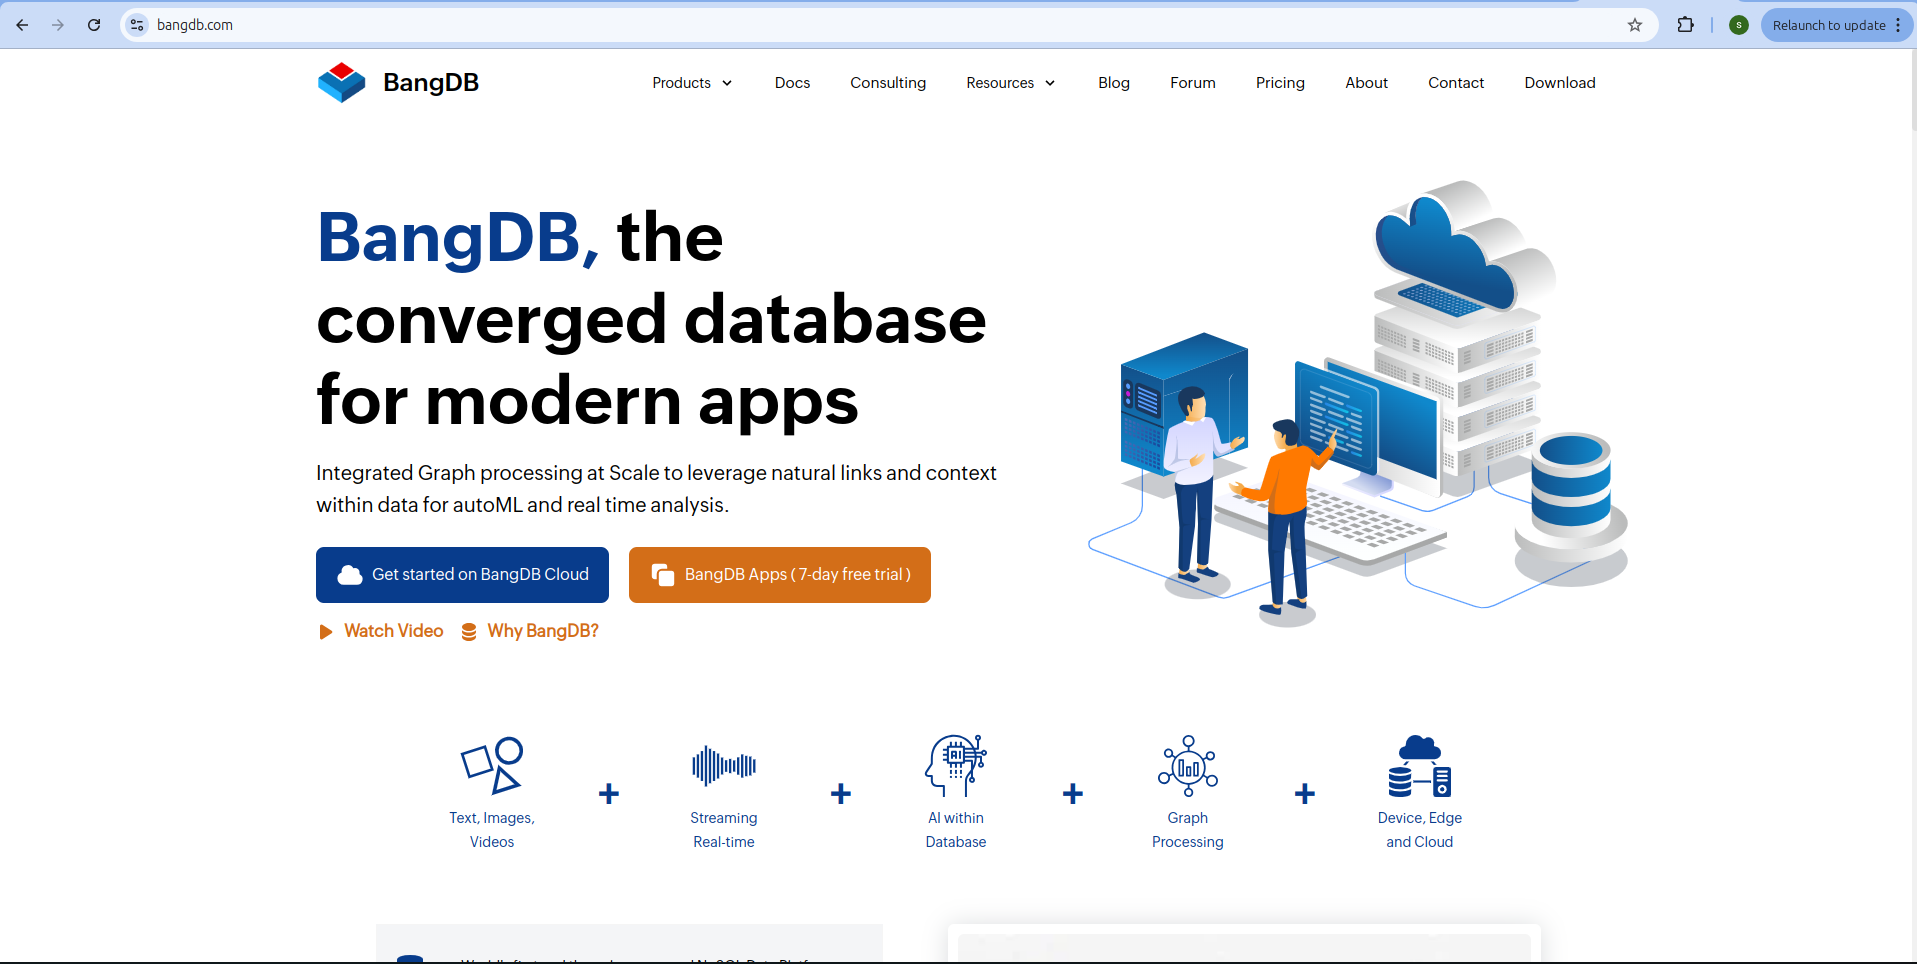 bangdb.com
S
Relaunch to update
BangDB
Products
Docs
Consulting
Resources
Blog
Forum
Pricing
About
Contact
Download
BangDB, the
converged database
for modern apps
Integrated Graph processing at Scale to leverage natural links and context
within data for autoML and real time analysis.
Get started on BangDB Cloud
BangDB Apps ( 7-day free trial )
Watch Video
Why BangDB?
AI
Text, Images,
Videos
+
Streaming
Real-time
+
AI within
Database
+
Graph
Processing
+
Device, Edge
and Cloud